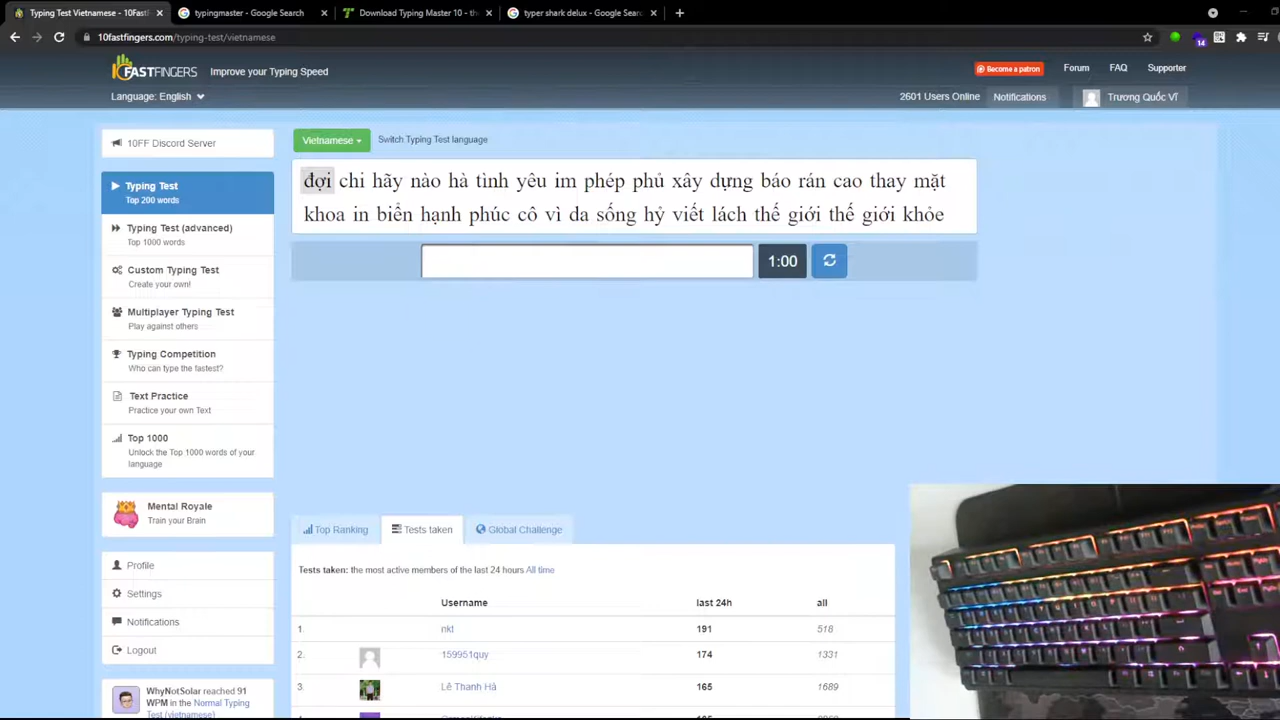 Typing Test Vietnamese - 10FastF
typingmaster - Google Search
Download Typing Master 10 - the
typer shark delux - Google Searc
10fastfingers.com/typing-test/vietnamese
14
10FASTFINGERS
Improve your Typing Speed
Become a patron
Forum
FAQ
Supporter
Language: English
2601 Users Online
Notifications
Trương Quốc Vĩ
10FF Discord Server
Vietnamese
Switch Typing Test language
đợi chi hãy nào hà tình yêu im phép phủ xây dựng báo rán cao thay mặt
khoa in biển hạnh phúc cô vì da sống hỷ viết lách thế giới thế giới khỏe
1:00
Typing Test
Top 200 words
Typing Test (advanced)
Top 1000 words
Custom Typing Test
Create your own!
Multiplayer Typing Test
Play against others
Typing Competition
Who can type the fastest?
Text Practice
Practice your own Text
Top 1000
Unlock the Top 1000 words of your
language
Mental Royale
Train your Brain
Profile
Settings
Notifications
Logout
WhyNotSolar reached 91
WPM in the Normal Typing
Test (vietnamese)
Top Ranking
Tests taken
Global Challenge
Tests taken: the most active members of the last 24 hours All time
Username
last 24h
all
1.
nkt
191
518
2.
159951quy
174
1331
3.
Lê Thanh Hà
165
1689